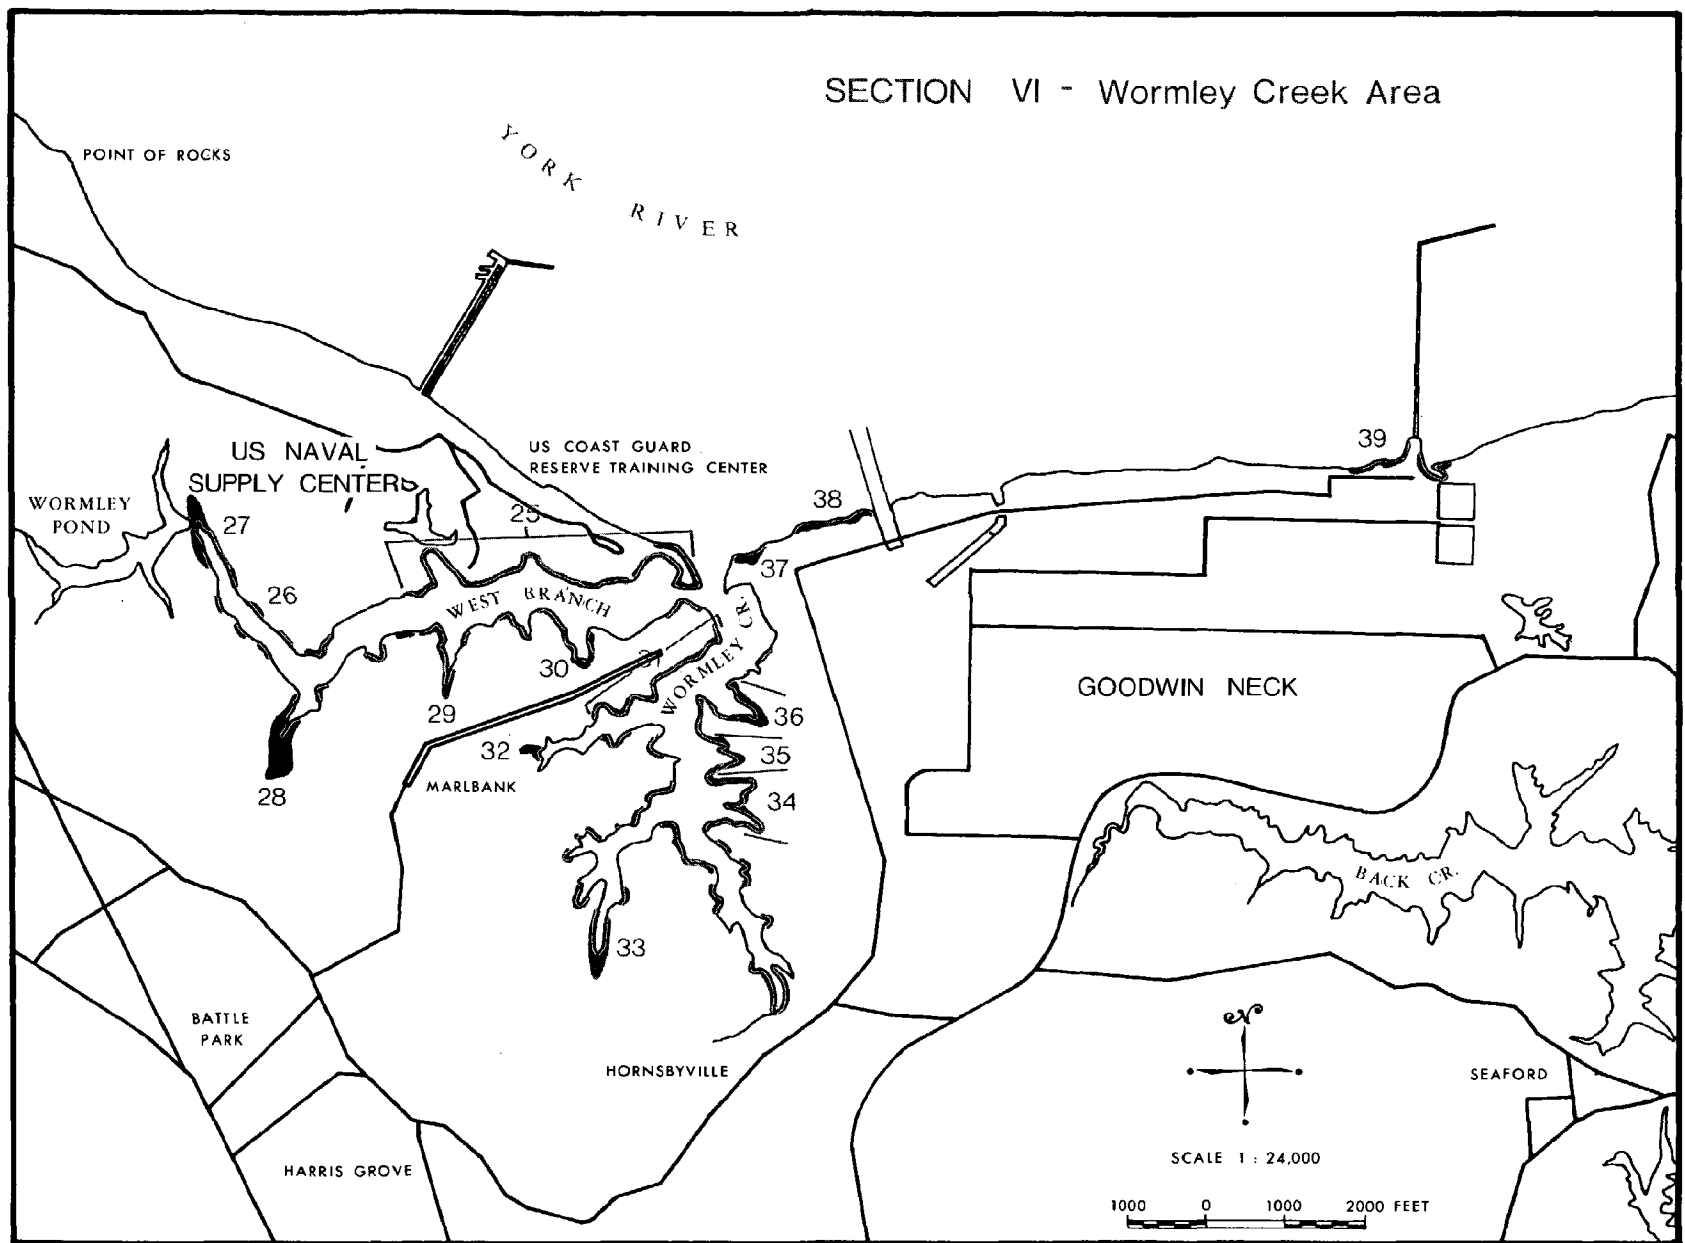 SECTION VI - Wormley Creek Area
POINT OF ROCKS
YORK
RIVER
US NAVAL
SUPPLY CENTER
US COAST GUARD
RESERVE TRAINING CENTER
WORMLEY
POND
27
25
26
WEST BRANCH
38
37
39
30
31
29
28
32
WORMLEY CR.
36
35
34
33
MARLBANK
GOODWIN NECK
BACK CR.
BATTLE
PARK
HORNSBYVILLE
HARRIS GROVE
SEAFORD
N
SCALE 1 : 24,000
1000 0 1000 2000 FEET